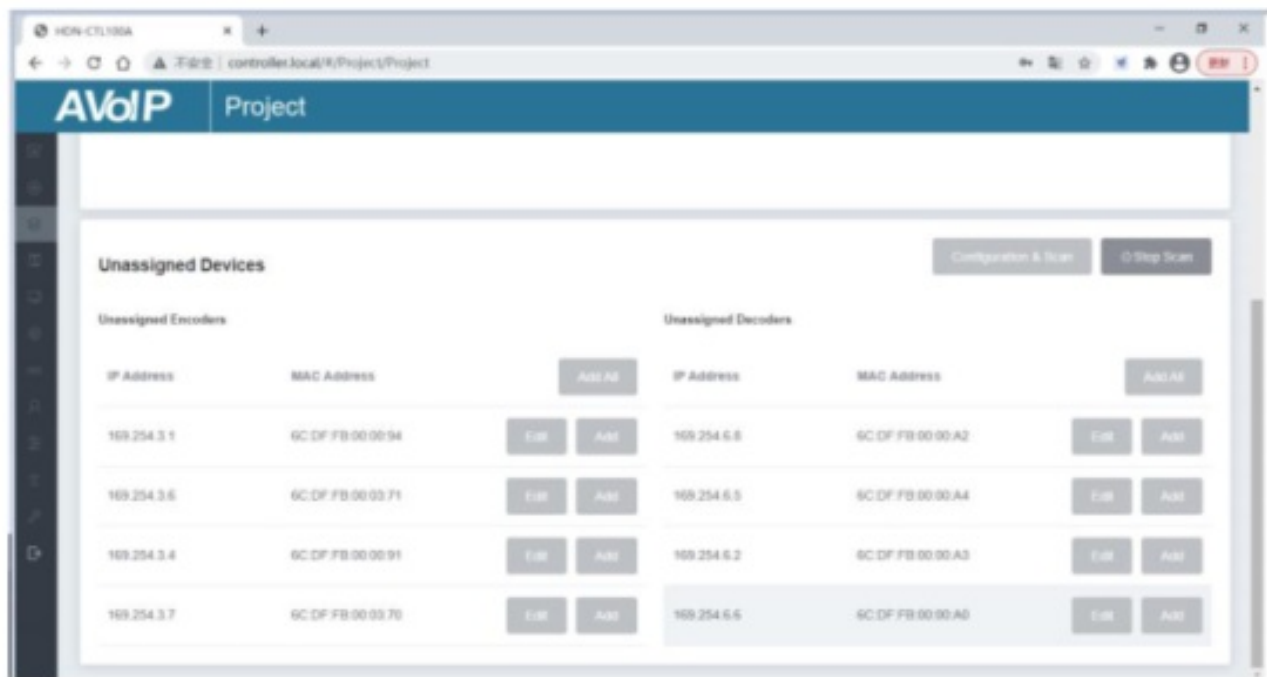 HDN-CTL100A
不安全 | controller.local/#/Project/Project
更新
AVoIP Project
Unassigned Devices
Configuration & Scan
Stop Scan
Unassigned Encoders
Unassigned Decoders
IP Address MAC Address Add All IP Address MAC Address Add All
169.254.3.1 6C:DF:FB:00:00:94 Edit Add 169.254.6.8 6C:DF:FB:00:00:A2 Edit Add
169.254.3.6 6C:DF:FB:00:03:71 Edit Add 169.254.6.5 6C:DF:FB:00:00:A4 Edit Add
169.254.3.4 6C:DF:FB:00:00:91 Edit Add 169.254.6.2 6C:DF:FB:00:00:A3 Edit Add
169.254.3.7 6C:DF:FB:00:03:70 Edit Add 169.254.6.6 6C:DF:FB:00:00:A0 Edit Add